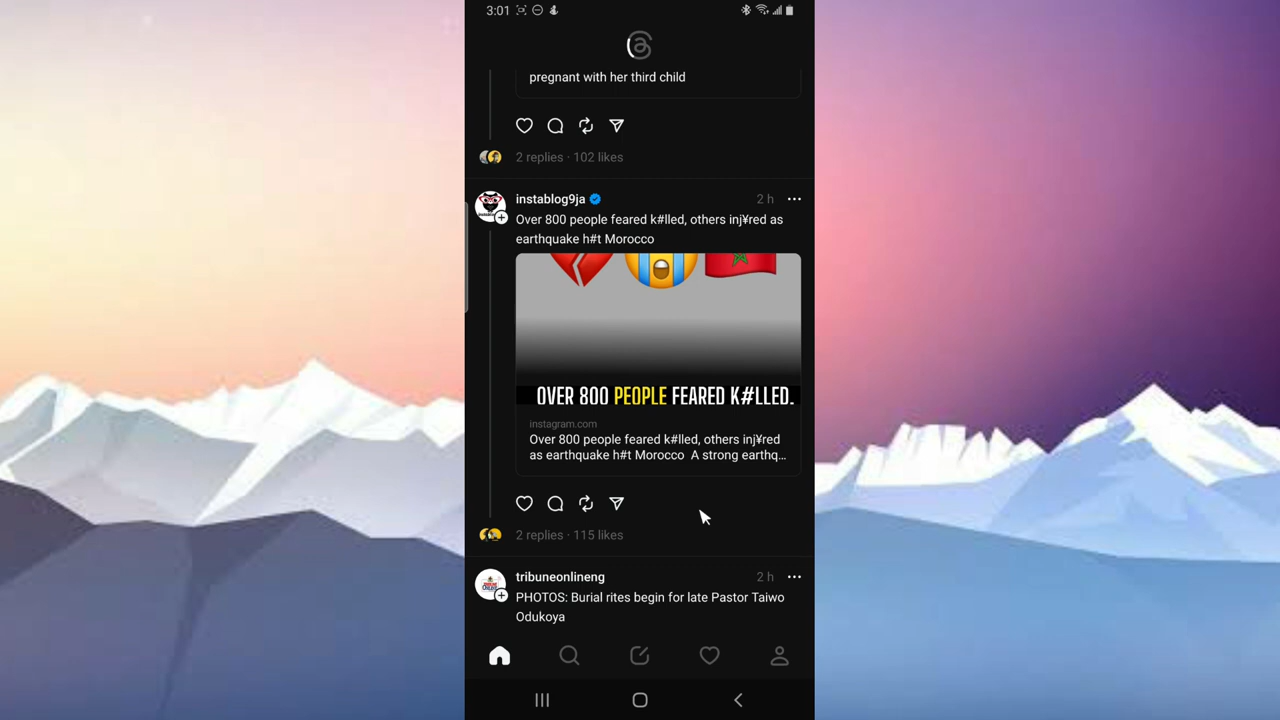 3:01
pregnant with her third child
2 replies · 102 likes
instablog9ja
2 h
Over 800 people feared k#lled, others inj¥red as
earthquake h#t Morocco
OVER 800 PEOPLE FEARED K#LLED.
instagram.com
Over 800 people feared k#lled, others inj¥red
as earthquake h#t Morocco A strong earthq...
2 replies · 115 likes
tribuneonlineng
2 h
PHOTOS: Burial rites begin for late Pastor Taiwo
Odukoya